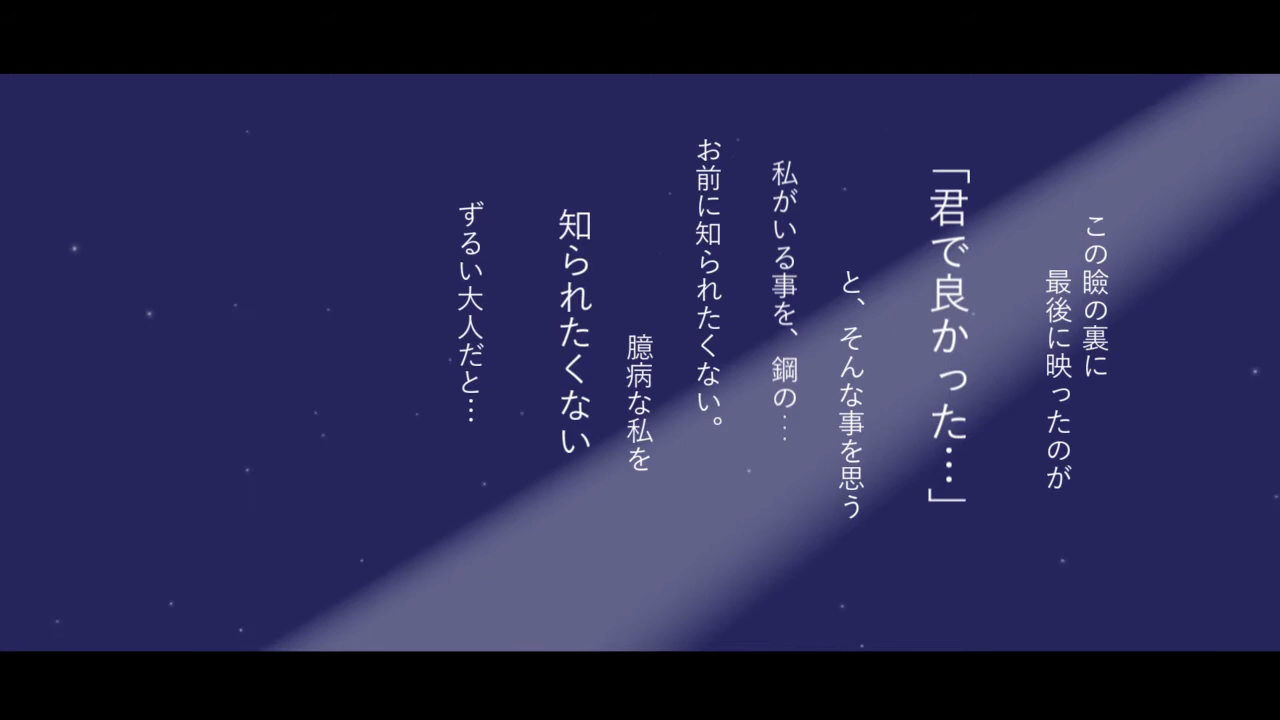 この瞼の裏に
最後に映ったのが
「君で良かった…」
と、そんな事を思う
私がいる事を、鋼の…
お前に知られたくない。
臆病な私を
知られたくない
ずるい大人だと…